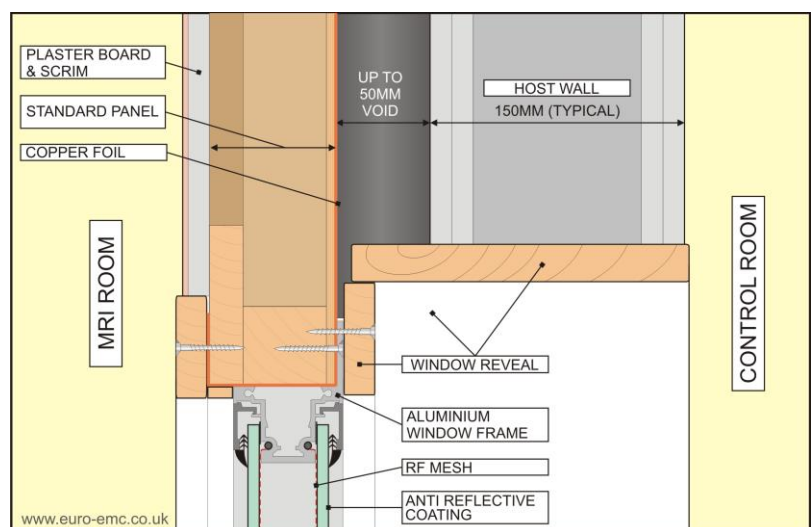 PLASTER BOARD
& SCRIM
STANDARD PANEL
COPPER FOIL
UP TO
50MM
VOID
HOST WALL
150MM (TYPICAL)
MRI ROOM
CONTROL ROOM
WINDOW REVEAL
ALUMINIUM
WINDOW FRAME
RF MESH
ANTI REFLECTIVE
COATING
www.euro-emc.co.uk